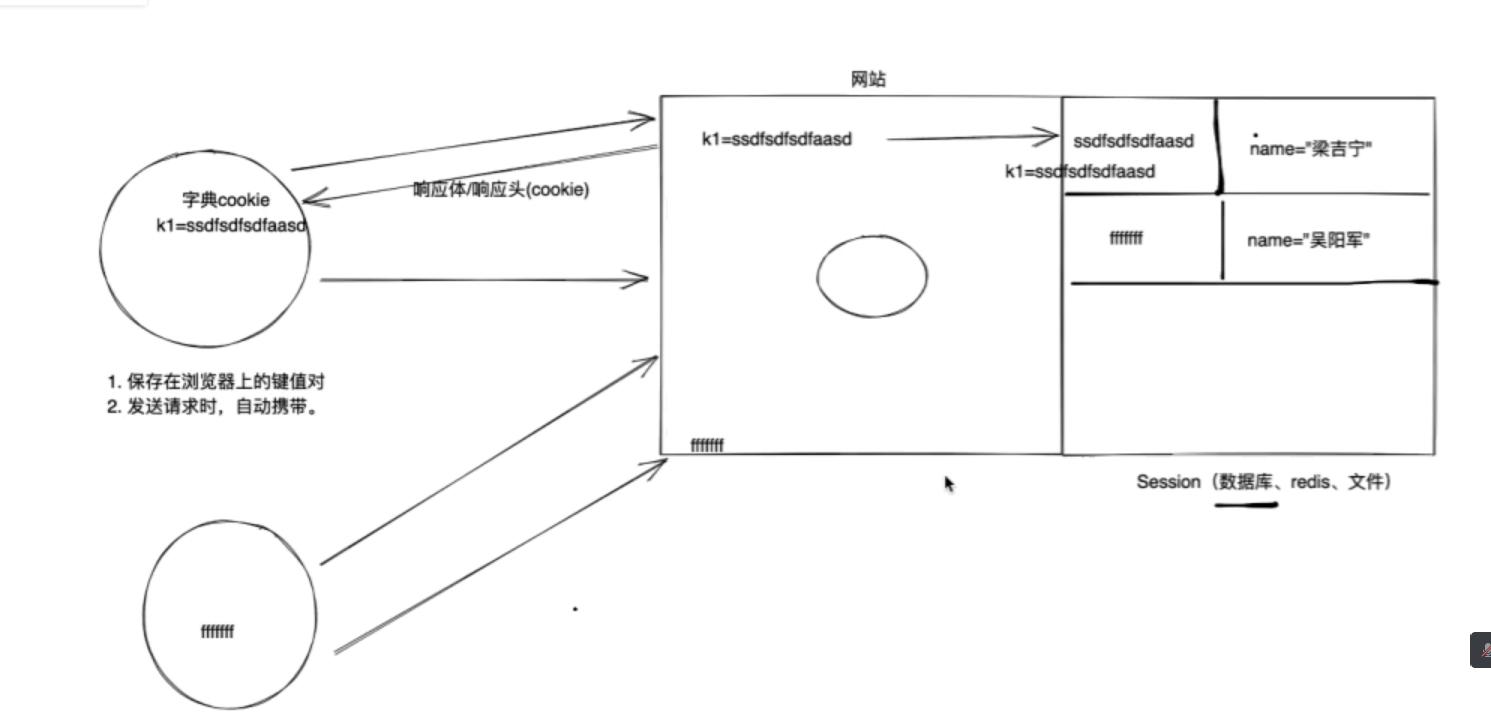 网站
k1=ssdfsdfsdfaasd
ssdfsdfsdfaasd
name="梁吉宁"
k1=ssdfsdfsdfaasd
响应体/响应头(cookie)
字典cookie
k1=ssdfsdfsdfaasd
fffffff
name="吴阳军"
1. 保存在浏览器上的键值对
2. 发送请求时，自动携带。
fffffff
Session（数据库、redis、文件）
fffffff